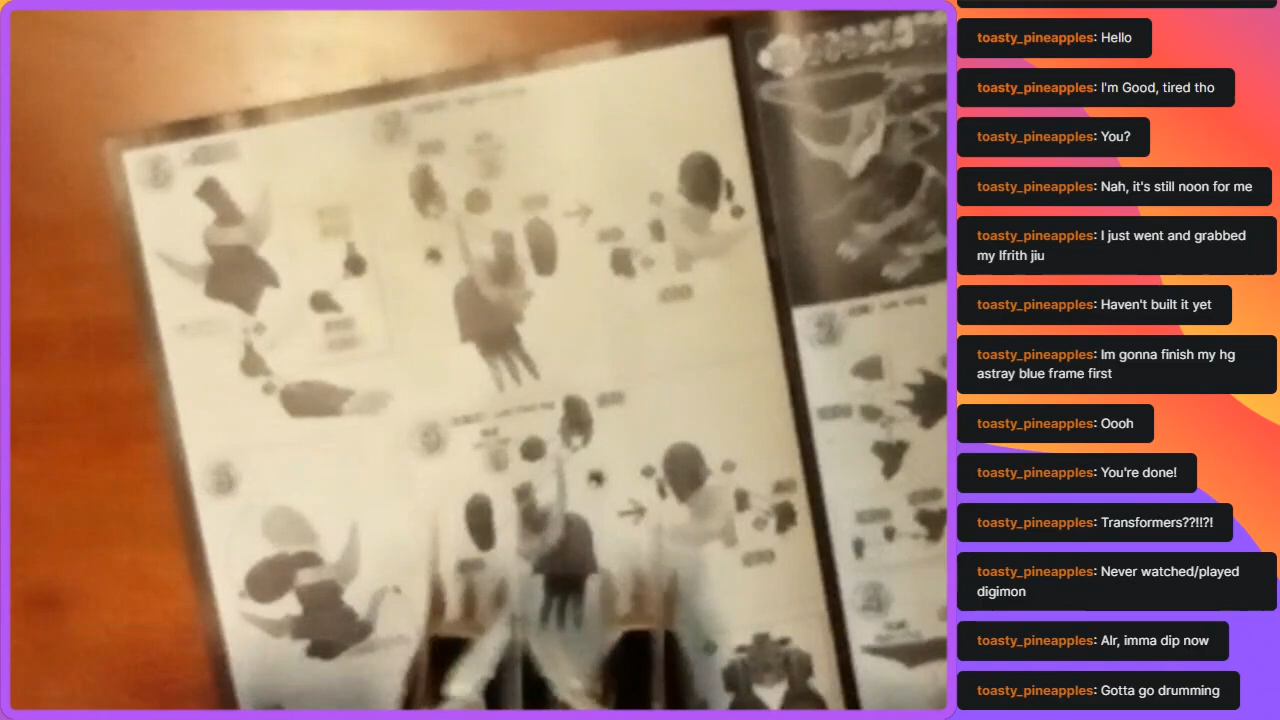 toasty_pineapples: Hello
toasty_pineapples: I'm Good, tired tho
toasty_pineapples: You?
toasty_pineapples: Nah, it's still noon for me
toasty_pineapples: I just went and grabbed
my Ifrith jiu
toasty_pineapples: Haven't built it yet
toasty_pineapples: Im gonna finish my hg
astray blue frame first
toasty_pineapples: Oooh
toasty_pineapples: You're done!
toasty_pineapples: Transformers??!!?!
toasty_pineapples: Never watched/played
digimon
toasty_pineapples: Alr, imma dip now
toasty_pineapples: Gotta go drumming